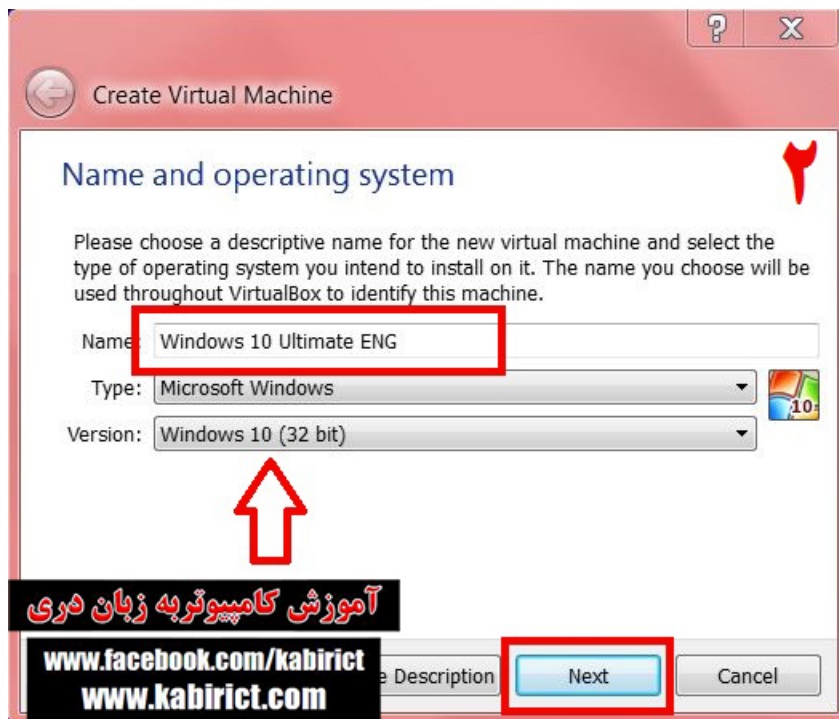 Create Virtual Machine
۲
Name and operating system
Please choose a descriptive name for the new virtual machine and select the
type of operating system you intend to install on it. The name you choose will be
used throughout VirtualBox to identify this machine.
Name: Windows 10 Ultimate ENG
Type: Microsoft Windows
10
Version: Windows 10 (32 bit)
آموزش کامپیوتر به زبان دری
www.facebook.com/kabirict
www.kabirict.com
Description Next Cancel